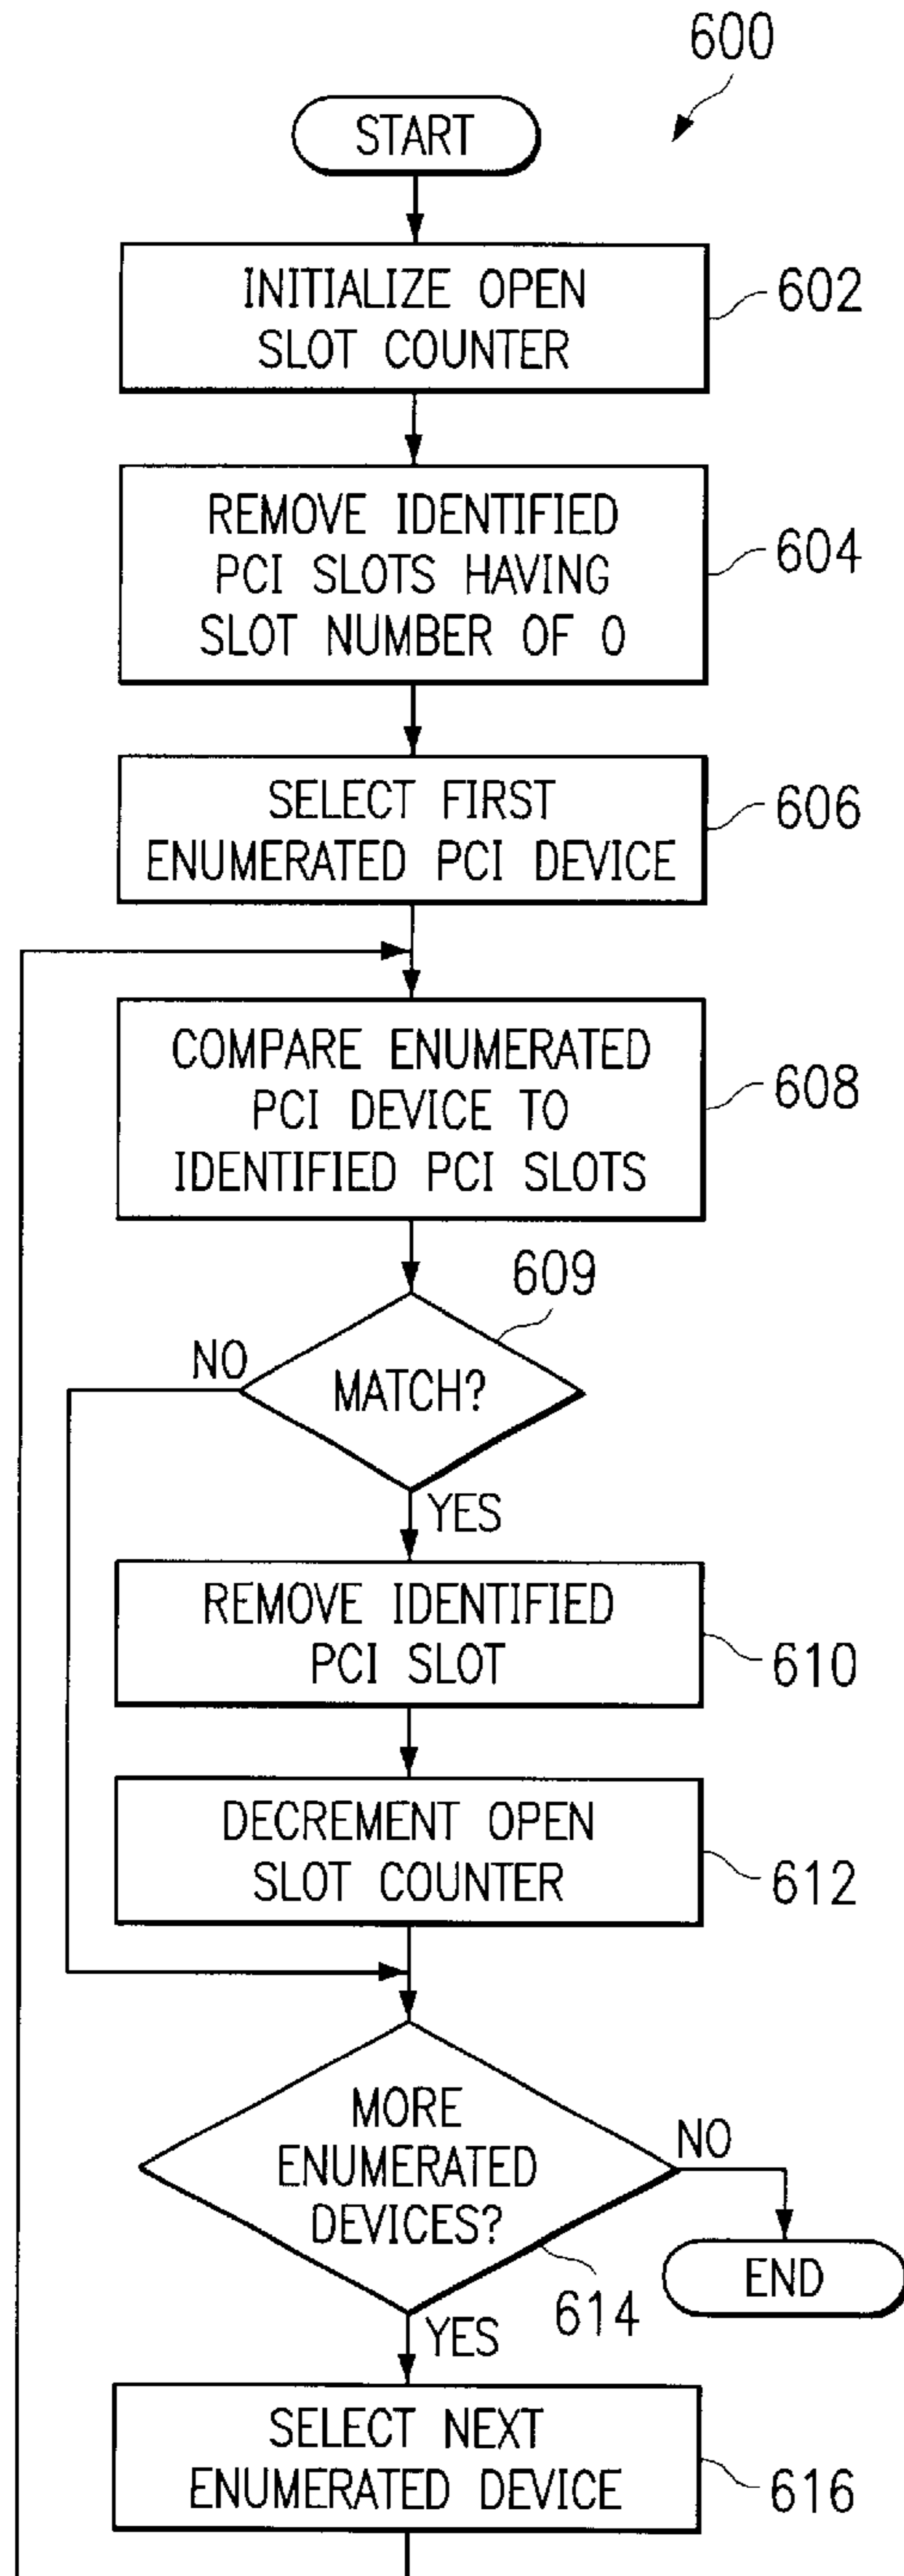 600
START
INITIALIZE OPEN
SLOT COUNTER
602
REMOVE IDENTIFIED
PCI SLOTS HAVING
SLOT NUMBER OF 0
604
SELECT FIRST
ENUMERATED PCI DEVICE
606
COMPARE ENUMERATED
PCI DEVICE TO
IDENTIFIED PCI SLOTS
608
609
NO
MATCH?
YES
REMOVE IDENTIFIED
PCI SLOT
610
DECREMENT OPEN
SLOT COUNTER
612
MORE
ENUMERATED
DEVICES?
NO
614
END
YES
SELECT NEXT
ENUMERATED DEVICE
616